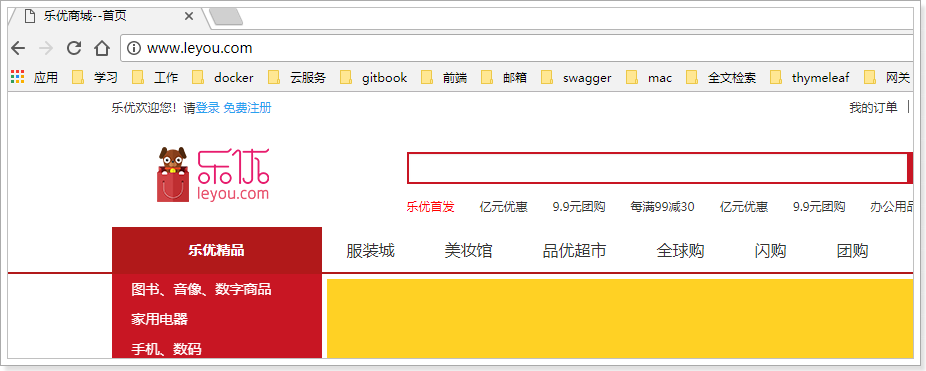 乐优商城--首页
www.leyou.com
应用 学习 工作 docker 云服务 gitbook 前端 邮箱 swagger mac 全文检索 thymeleaf 网关
乐优欢迎您！请登录 免费注册 我的订单
乐优
leyou.com
乐优首发 亿元优惠 9.9元团购 每满99减30 亿元优惠 9.9元团购 办公用品
乐优精品 服装城 美妆馆 品优超市 全球购 闪购 团购
图书、音像、数字商品
家用电器
手机、数码